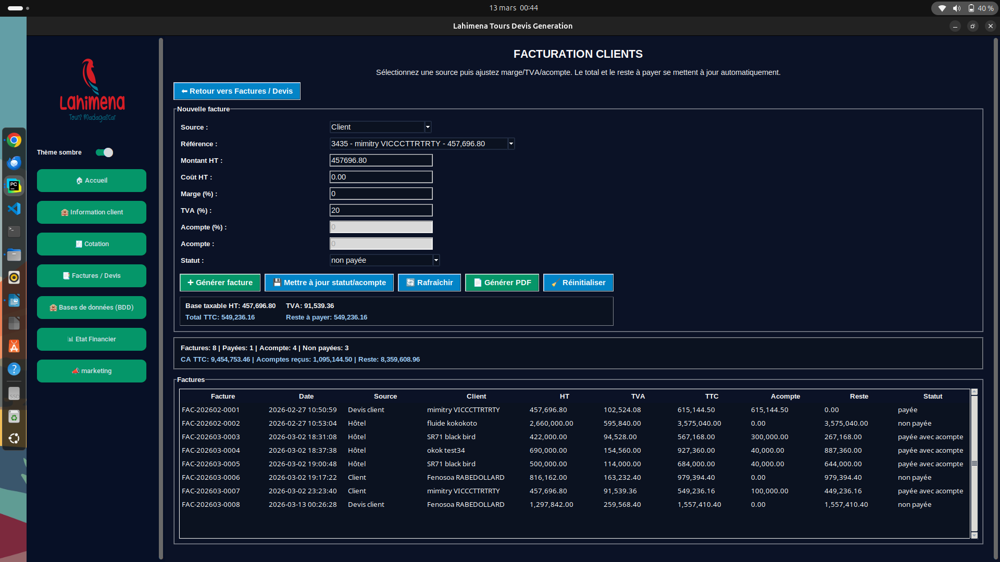 13 mars 00:44
40 %
Lahimena Tours Devis Generation
Lahimena
Tours Madagascar
Thème sombre
Accueil
Information client
Cotation
Factures / Devis
Bases de données (BDD)
Etat Financier
marketing
FACTURATION CLIENTS
Sélectionnez une source puis ajustez marge/TVA/acompte. Le total et le reste à payer se mettent à jour automatiquement.
⬅ Retour vers Factures / Devis
Nouvelle facture
Source : Client
Référence : 3435 - mimitry VICCCTTRTRTY - 457,696.80
Montant HT : 457696.80
Coût HT : 0.00
Marge (%) : 0
TVA (%) : 20
Acompte (%) : 0
Acompte : 0
Statut : non payée
+ Générer facture Mettre à jour statut/acompte Rafraîchir Générer PDF Réinitialiser
Base taxable HT: 457,696.80 TVA: 91,539.36
Total TTC: 549,236.16 Reste à payer: 549,236.16
Factures: 8 | Payées: 1 | Acompte: 4 | Non payées: 3
CA TTC: 9,454,753.46 | Acomptes reçus: 1,095,144.50 | Reste: 8,359,608.96
Factures
Facture Date Source Client HT TVA TTC Acompte Reste Statut
FAC-202602-0001 2026-02-27 10:50:59 Devis client mimitry VICCCTTRTRTY 457,696.80 102,524.08 615,144.50 615,144.50 0.00 payée
FAC-202602-0002 2026-02-27 10:53:04 Hôtel fluide kokokoto 2,660,000.00 595,840.00 3,575,040.00 0.00 3,575,040.00 non payée
FAC-202603-0003 2026-03-02 18:31:08 Hôtel SR71 black bird 422,000.00 94,528.00 567,168.00 300,000.00 267,168.00 payée avec acompte
FAC-202603-0004 2026-03-02 18:37:38 Hôtel okok test34 690,000.00 154,560.00 927,360.00 40,000.00 887,360.00 payée avec acompte
FAC-202603-0005 2026-03-02 19:00:48 Hôtel SR71 black bird 500,000.00 114,000.00 684,000.00 40,000.00 644,000.00 payée avec acompte
FAC-202603-0006 2026-03-02 19:17:22 Client Fenosoa RABEDOLLARD 816,162.00 163,232.40 979,394.40 0.00 979,394.40 non payée
FAC-202603-0007 2026-03-02 23:23:40 Client mimitry VICCCTTRTRTY 457,696.80 91,539.36 549,236.16 100,000.00 449,236.16 payée avec acompte
FAC-202603-0008 2026-03-13 00:26:28 Devis client Fenosoa RABEDOLLARD 1,297,842.00 259,568.40 1,557,410.40 0.00 1,557,410.40 non payée
PC
SSD